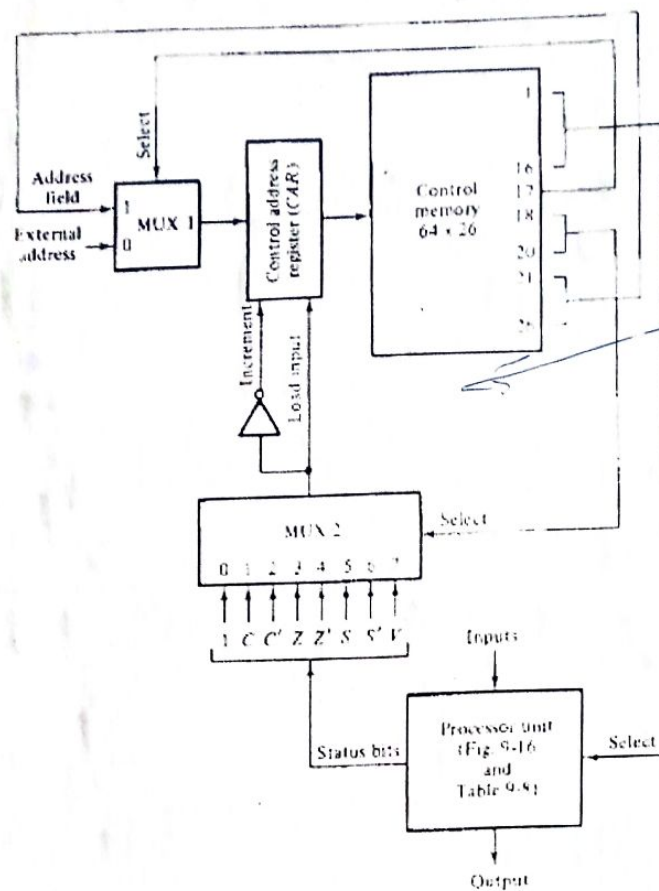 Select
Address
field
External
address
1
0
MUX 1
Control address
register (CAR)
Control
memory
64 x 26
1
16
17
18
20
21
26
Increment
Load input
MUX 2
Select
0 1 2 3 4 5 6 7
1 C C' Z Z' S S' V
Status bits
Inputs
Processor unit
(Fig. 9-16
and
Table 9-8)
Select
Output